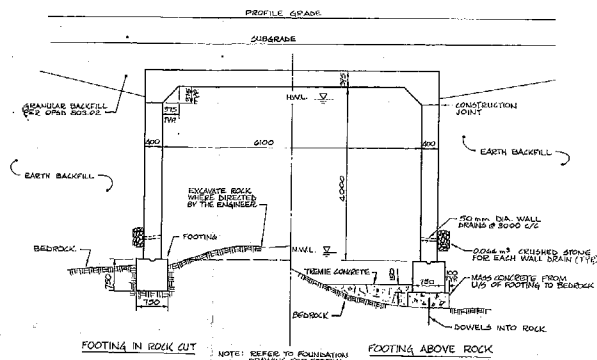 PROFILE GRADE
SUBGRADE
GRANULAR BACKFILL
PER OPSD 803.02
H.W.L.
CONSTRUCTION
JOINT
400
6100
400
4000
EARTH BACKFILL
EARTH BACKFILL
EXCAVATE ROCK
WHERE DIRECTED
BY THE ENGINEER
50 mm DIA. WALL
DRAINS @ 3000 C/C
FOOTING
BEDROCK
N.W.L.
0.066 m³ CRUSHED STONE
FOR EACH WALL DRAIN (TYP.)
TREMIE CONCRETE
750
100
TYP.
MASS CONCRETE FROM
U/S OF FOOTING TO BEDROCK
750
750
BEDROCK
DOWELS INTO ROCK
FOOTING IN ROCK CUT
NOTE: REFER TO FOUNDATION
FOOTING ABOVE ROCK